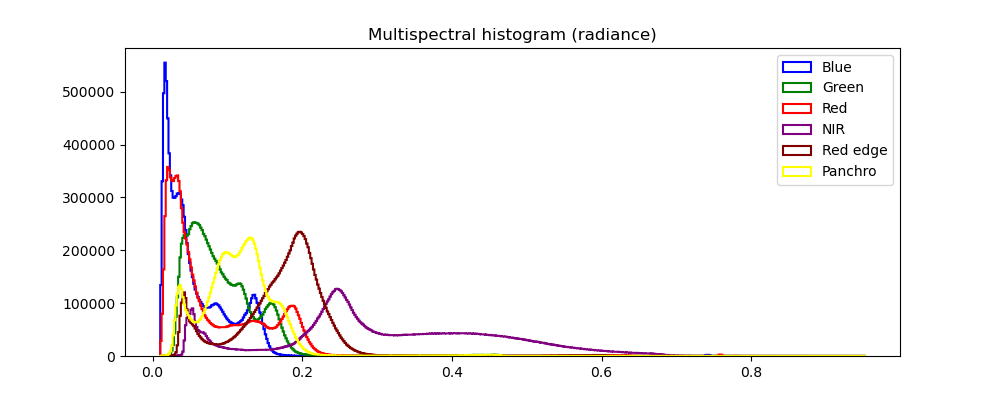 Multispectral histogram (radiance)
500000
400000
300000
200000
100000
0
0.0
0.2
0.4
0.6
0.8
Blue
Green
Red
NIR
Red edge
Panchro